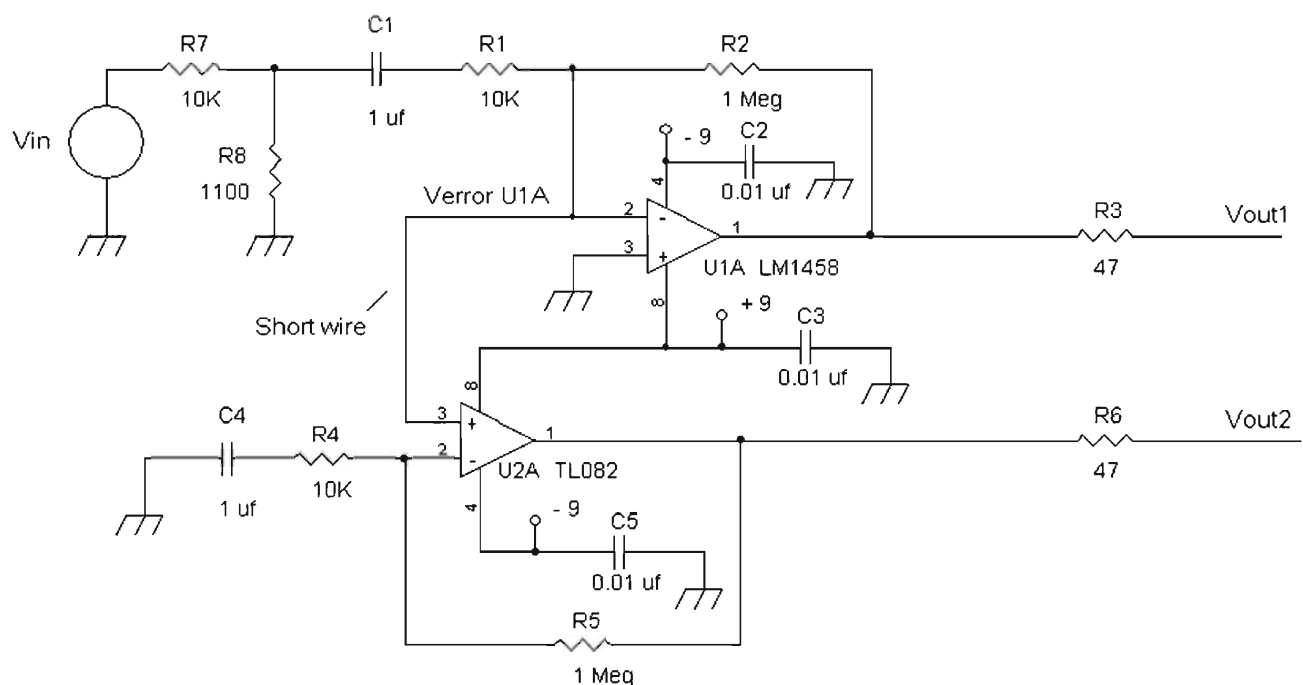 C1
R7
R1
R2
10K
10K
1 Meg
1 uf
Vin
- 9
C2
R8
1100
4
0.01 uf
Verror U1A
2
-
1
R3
Vout1
3
+
U1A LM1458
47
8
+ 9
C3
Short wire
0.01 uf
8
C4
R4
3
+
1
R6
Vout2
2
-
U2A TL082
10K
47
1 uf
4
- 9
C5
0.01 uf
R5
1 Meg